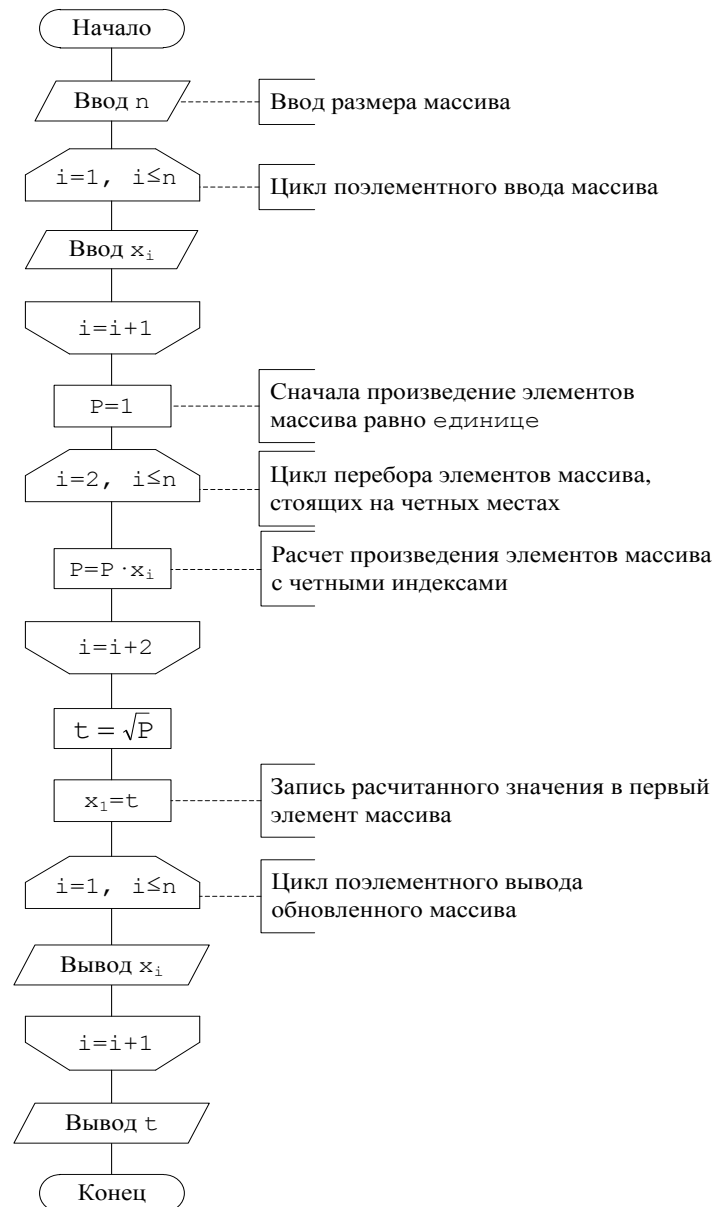 Начало
Ввод n
Ввод размера массива
i=1, i≤n
Цикл поэлементного ввода массива
Ввод xᵢ
i=i+1
P=1
Сначала произведение элементов
массива равно единице
i=2, i≤n
Цикл перебора элементов массива,
стоящих на четных местах
P=P·xᵢ
Расчет произведения элементов массива
с четными индексами
i=i+2
t = √P
x₁=t
Запись расчитанного значения в первый
элемент массива
i=1, i≤n
Цикл поэлементного вывода
обновленного массива
Вывод xᵢ
i=i+1
Вывод t
Конец